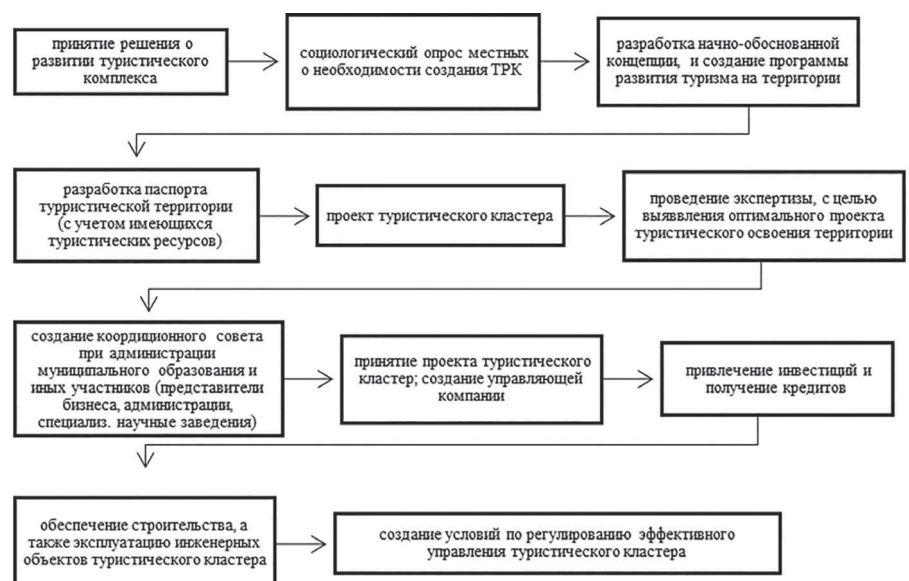 принятие решения о
развитии туристического
комплекса
социологический опрос местных
о необходимости создания ТРК
разработка начно-обоснованной
концепции, и создание программы
развития туризма на территории
разработка паспорта
турристической территории
(с учетом имеющихся
туристических ресурсов)
проект туристического кластера
проведение экспертизы, с целью
выяввления оптимального проекта
туристического освоения территории
создание коордиционного совета
при администрации
муниципального образования и
иных участников (представители
бизнеса, администрации,
специализ. научные заведения)
принятие проекта туристического
кластер; создание управляющей
компании
привлечение инвестиций и
получение кредитов
обеспечение строительства, а
также эксплуатацию инженерных
объектов туристического кластера
создание условий по регулированию эффективного
управления туристического кластера